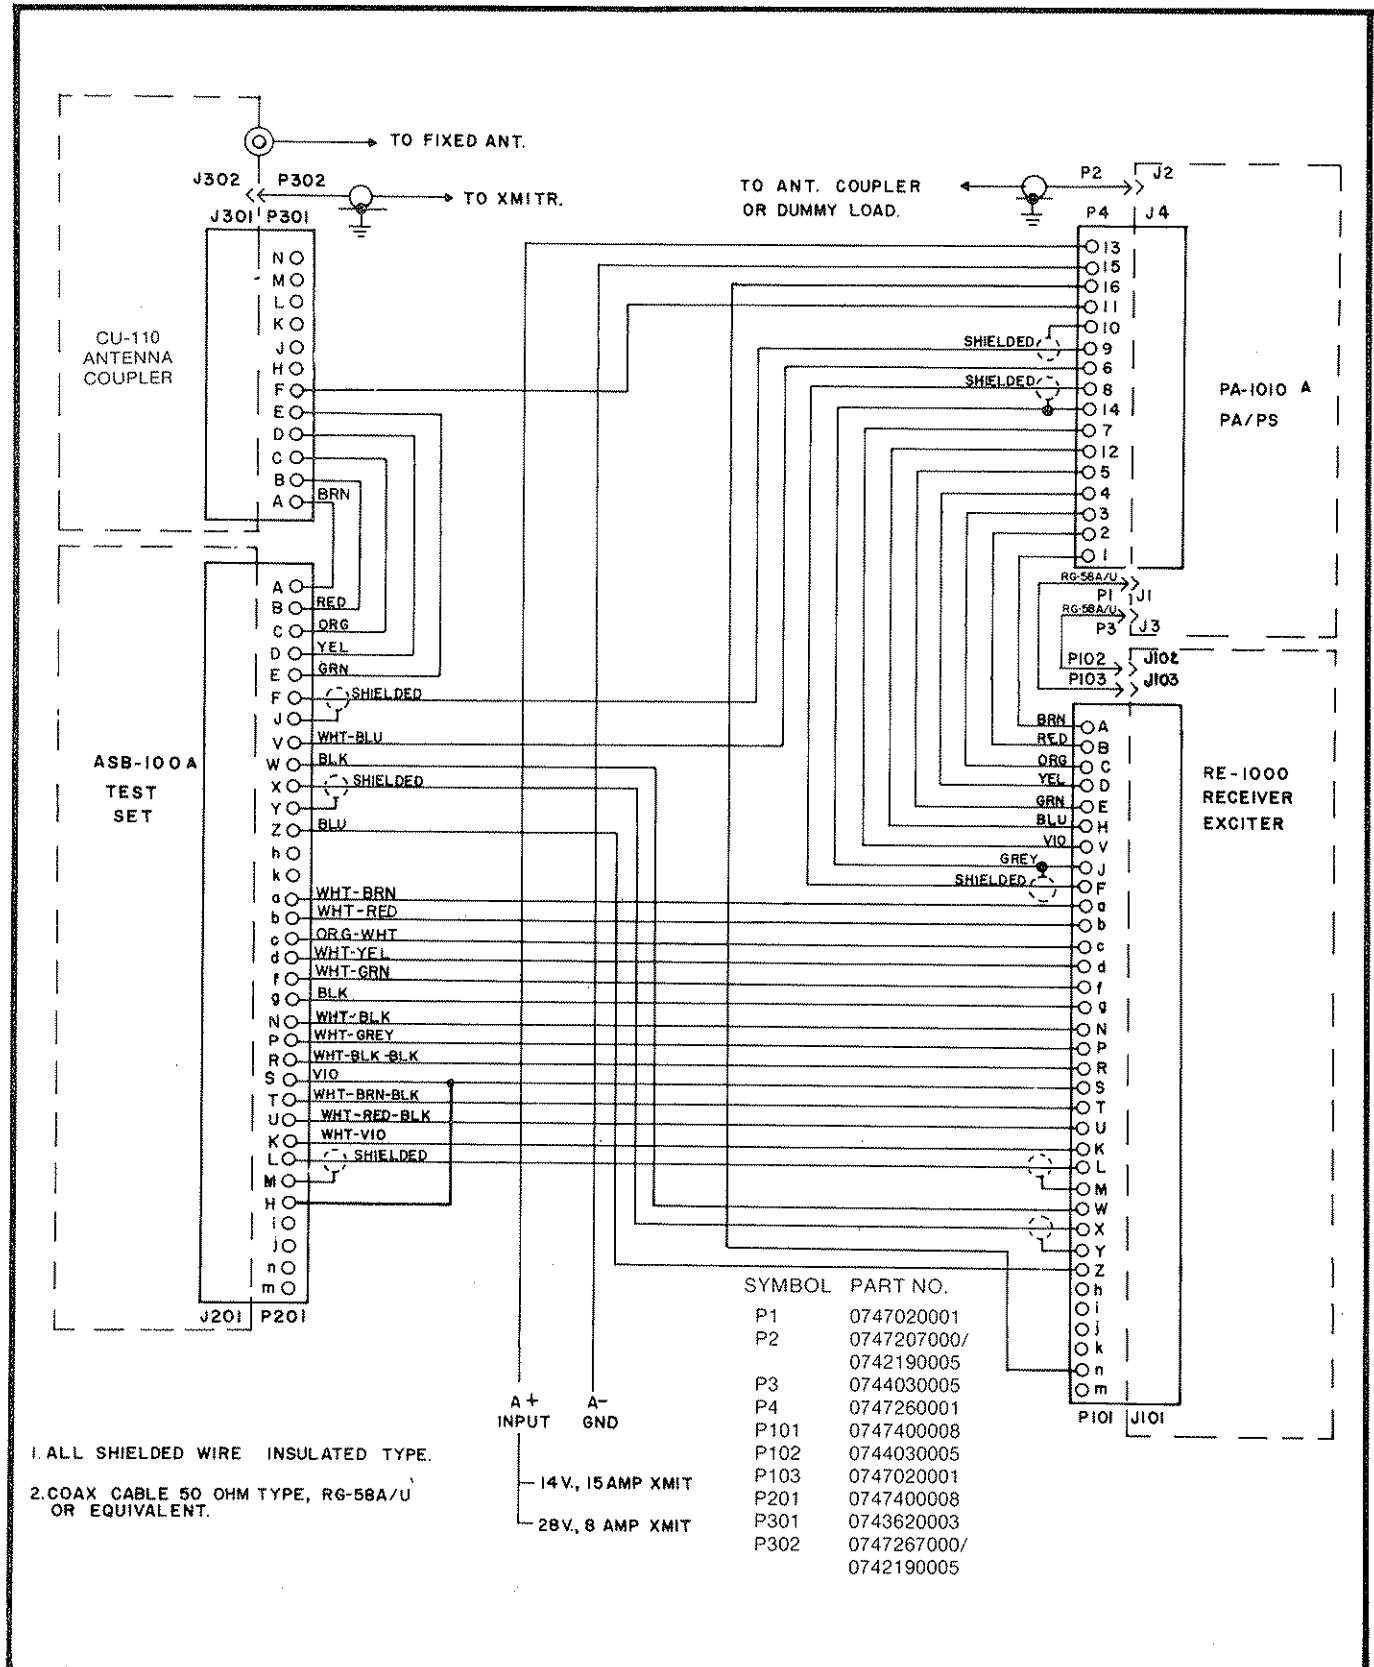 TO FIXED ANT.
J302 P302
TO XMITR.
J301 P301
N
M
L
K
J
H
F
E
D
C
B
A BRN
CU-110
ANTENNA
COUPLER
A
B RED
C ORG
D YEL
E GRN
F SHIELDED
J
V WHT-BLU
W BLK
X SHIELDED
Y
Z BLU
h
k
a WHT-BRN
b WHT-RED
c ORG-WHT
d WHT-YEL
f WHT-GRN
g BLK
N WHT-BLK
P WHT-GREY
R WHT-BLK-BLK
S VIO
T WHT-BRN-BLK
U WHT-RED-BLK
K WHT-VIO
L SHIELDED
M
H
i
j
n
m
J201 P201
ASB-100A
TEST
SET
TO ANT. COUPLER
OR DUMMY LOAD.
P2 J2
P4 J4
13
15
16
11
10
SHIELDED 9
6
SHIELDED 8
14
7
12
5
4
3
2
1
PA-1010 A
PA/PS
RG-58A/U
P1 J1
RG-58A/U
P3 J3
P102 J102
P103 J103
BRN A
RED B
ORG C
YEL D
GRN E
BLU H
VIO V
GREY J
SHIELDED F
a
b
c
d
f
g
N
P
R
S
T
U
K
L
M
W
X
Y
Z
h
i
j
k
n
m
P101 J101
RE-1000
RECEIVER
EXCITER
A+
INPUT
A-
GND
14V., 15 AMP XMIT
28V., 8 AMP XMIT
SYMBOL PART NO.
P1 0747020001
P2 0747207000/
0742190005
P3 0744030005
P4 0747260001
P101 0747400008
P102 0744030005
P103 0747020001
P201 0747400008
P301 0743620003
P302 0747267000/
0742190005
1. ALL SHIELDED WIRE INSULATED TYPE.
2. COAX CABLE 50 OHM TYPE, RG-58A/U
OR EQUIVALENT.